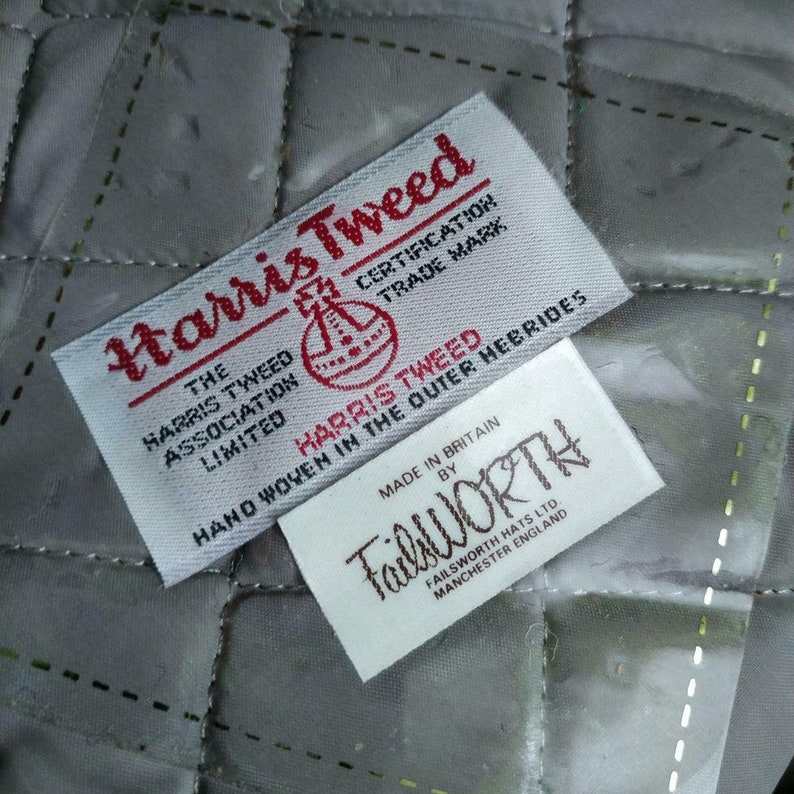 Harris Tweed
THE
HARRIS TWEED
ASSOCIATION
LIMITED
CERTIFICATION
TRADE MARK
HARRIS TWEED
HAND WOVEN IN THE OUTER HEBRIDES
MADE IN BRITAIN
BY
FailsWORTH
FAILSWORTH HATS LTD.
MANCHESTER ENGLAND